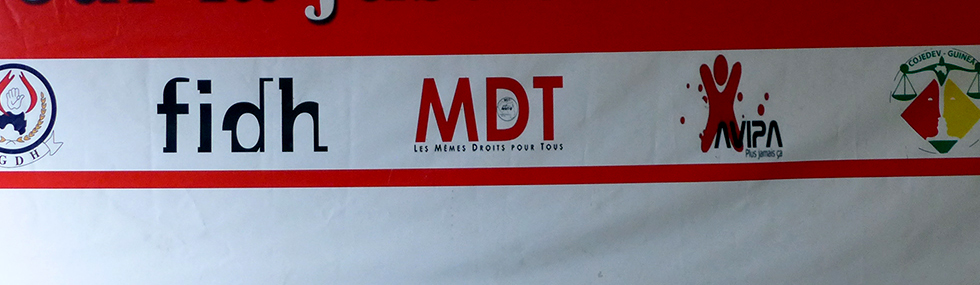 GDH
fidh
MDT
LES MÊMES DROITS POUR TOUS
AVIPA
Plus jamais ça
COJEDEV - GUINEA